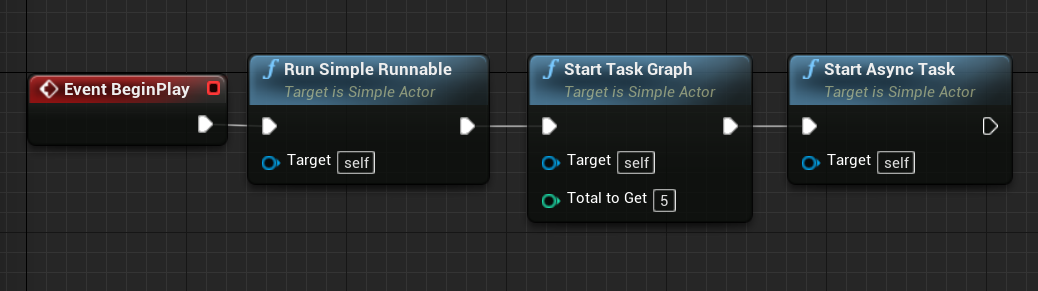 Event BeginPlay
Run Simple Runnable
Target is Simple Actor
Target self
Start Task Graph
Target is Simple Actor
Target self
Total to Get 5
Start Async Task
Target is Simple Actor
Target self